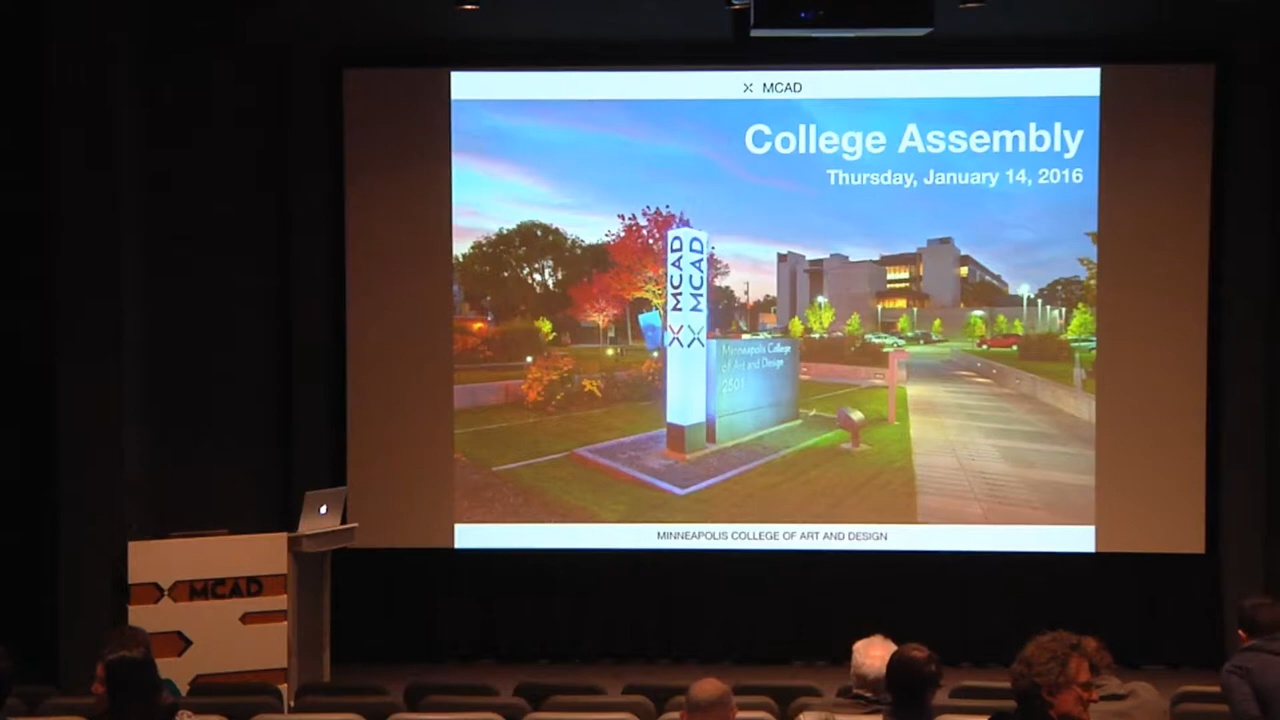 MCAD
College Assembly
Thursday, January 14, 2016
MCAD
MCAD
Minneapolis College
of Art and Design
2501
MINNEAPOLIS COLLEGE OF ART AND DESIGN
MCAD